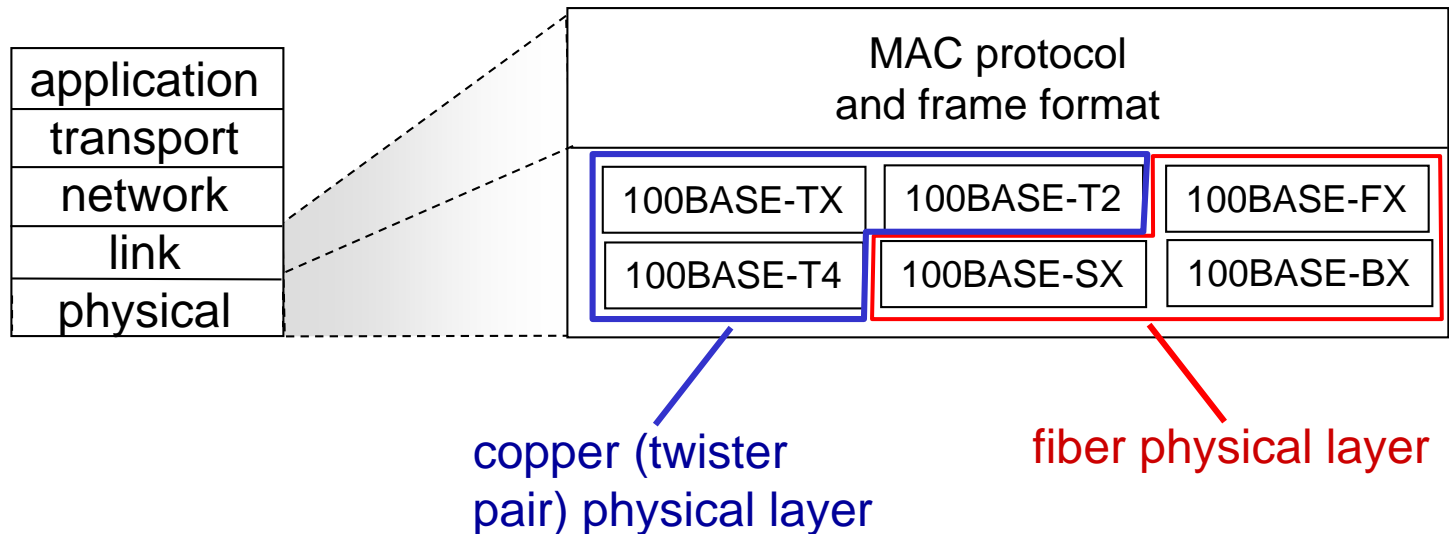 application
transport
network
link
physical
MAC protocol
and frame format
100BASE-TX
100BASE-T2
100BASE-FX
100BASE-T4
100BASE-SX
100BASE-BX
copper (twister
pair) physical layer
fiber physical layer